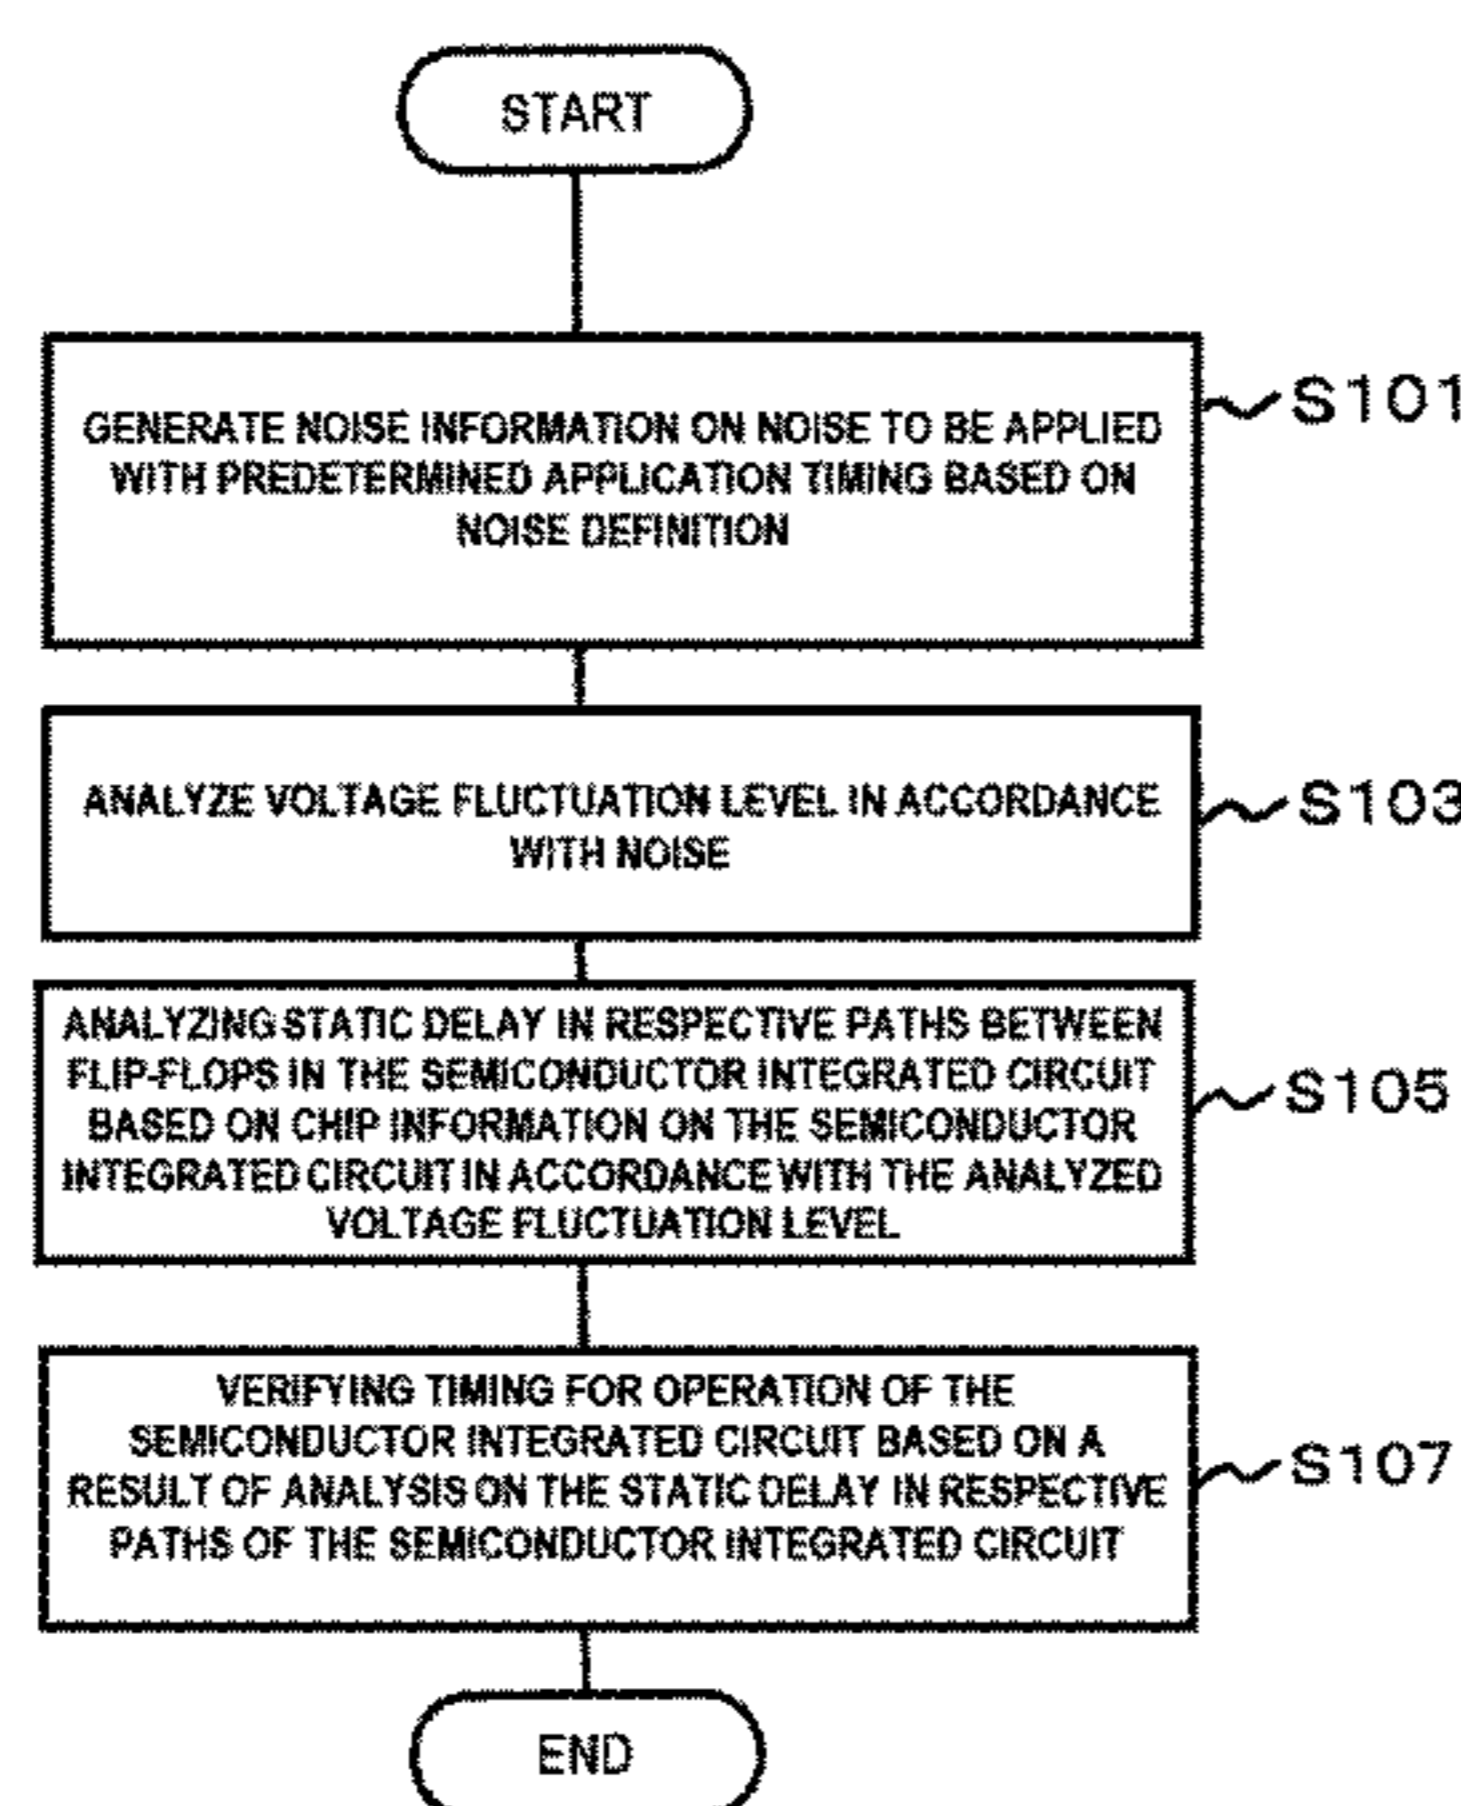 START
GENERATE NOISE INFORMATION ON NOISE TO BE APPLIED
WITH PREDETERMINED APPLICATION TIMING BASED ON
NOISE DEFINITION
S101
ANALYZE VOLTAGE FLUCTUATION LEVEL IN ACCORDANCE
WITH NOISE
S103
ANALYZING STATIC DELAY IN RESPECTIVE PATHS BETWEEN
FLIP-FLOPS IN THE SEMICONDUCTOR INTEGRATED CIRCUIT
BASED ON CHIP INFORMATION ON THE SEMICONDUCTOR
INTEGRATED CIRCUIT IN ACCORDANCE WITH THE ANALYZED
VOLTAGE FLUCTUATION LEVEL
S105
VERIFYING TIMING FOR OPERATION OF THE
SEMICONDUCTOR INTEGRATED CIRCUIT BASED ON A
RESULT OF ANALYSIS ON THE STATIC DELAY IN RESPECTIVE
PATHS OF THE SEMICONDUCTOR INTEGRATED CIRCUIT
S107
END